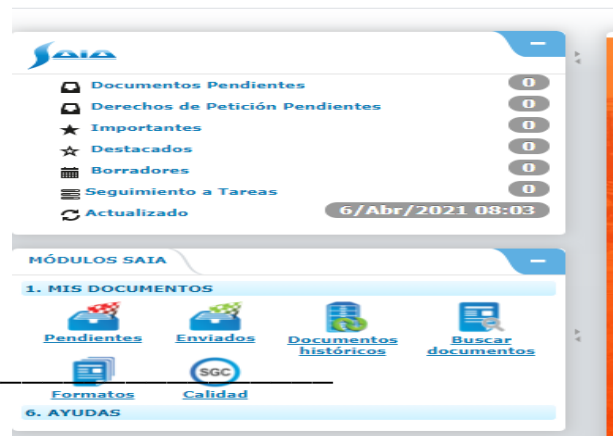 SAIA
Documentos Pendientes 0
Derechos de Petición Pendientes 0
Importantes 0
Destacados 0
Borradores 0
Seguimiento a Tareas 0
Actualizado 6/Abr/2021 08:03
MÓDULOS SAIA
1. MIS DOCUMENTOS
Pendientes Enviados Documentos históricos Buscar documentos
SGC
Formatos Calidad
6. AYUDAS